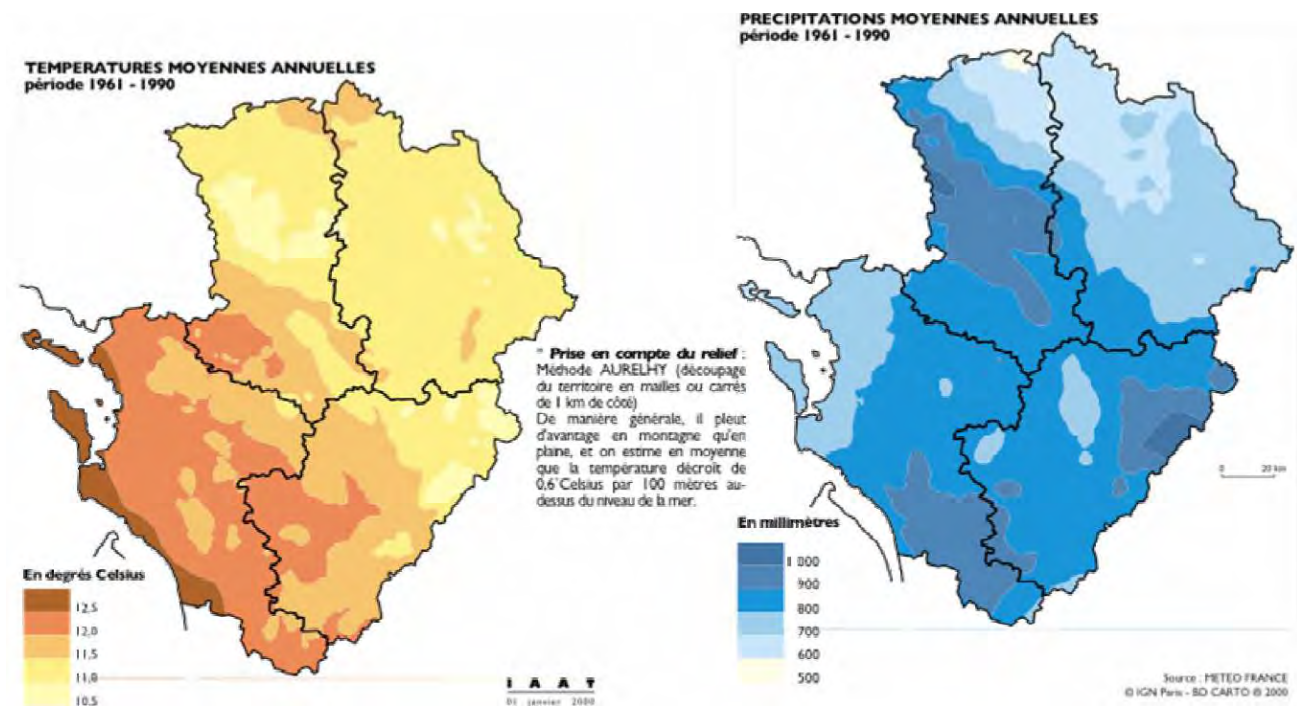 TEMPERATURES MOYENNES ANNUELLES
période 1961 - 1990
PRECIPITATIONS MOYENNES ANNUELLES
période 1961 - 1990
* Prise en compte du relief :
Méthode AURELHY (découpage
du territoire en mailles ou carrés
de 1 km de côté)
De manière générale, il pleut
d'avantage en montagne qu'en
plaine, et on estime en moyenne
que la température décroît de
0,6°Celsius par 100 mètres au-
dessus du niveau de la mer.
En degrés Celsius
12,5
12,0
11,5
11,0
10,5
I A A T
01 janvier 2000
0 20 km
En millimètres
1 000
900
800
700
600
500
Source : METEO FRANCE
© IGN Paris - BD CARTO ® 2000